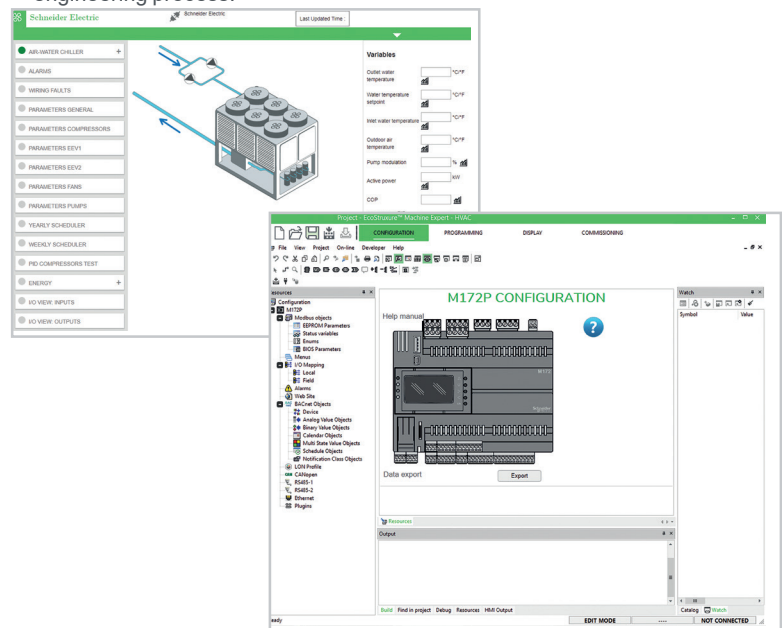 engineering process.
Schneider Electric
Schneider Electric
Last Updated Time :
AIR-WATER CHILLER +
ALARMS
WIRING FAULTS
PARAMETERS GENERAL
PARAMETERS COMPRESSORS
PARAMETERS EEV1
PARAMETERS EEV2
PARAMETERS FANS
PARAMETERS PUMPS
YEARLY SCHEDULER
WEEKLY SCHEDULER
PID COMPRESSORS TEST
ENERGY +
I/O VIEW: INPUTS
I/O VIEW: OUTPUTS
Variables
Outlet water
temperature
°C/°F
Water temperature
setpoint
°C/°F
Inlet water temperature
°C/°F
Outdoor air
temperature
°C/°F
Pump modulation
%
Active power
kW
COP
Project - EcoStruxure™ Machine Expert - HVAC
CONFIGURATION PROGRAMMING DISPLAY COMMISSIONING
File View Project On-line Developer Help
esources
Configuration
M172P
Modbus objects
EEPROM Parameters
Status variables
Enums
BIOS Parameters
Menus
I/O Mapping
Local
Field
Alarms
Web Site
BACnet Objects
Device
Analog Value Objects
Binary Value Objects
Calendar Objects
Multi State Value Objects
Schedule Objects
Notification Class Objects
LON Profile
CANopen
RS485-1
RS485-2
Ethernet
Plugins
M172P CONFIGURATION
Help manual
?
M172
Data export
Export
Resources
Output
Build Find in project Debug Resources HMI Output
Watch
Symbol Value
Catalog Watch
eady
EDIT MODE ---- NOT CONNECTED